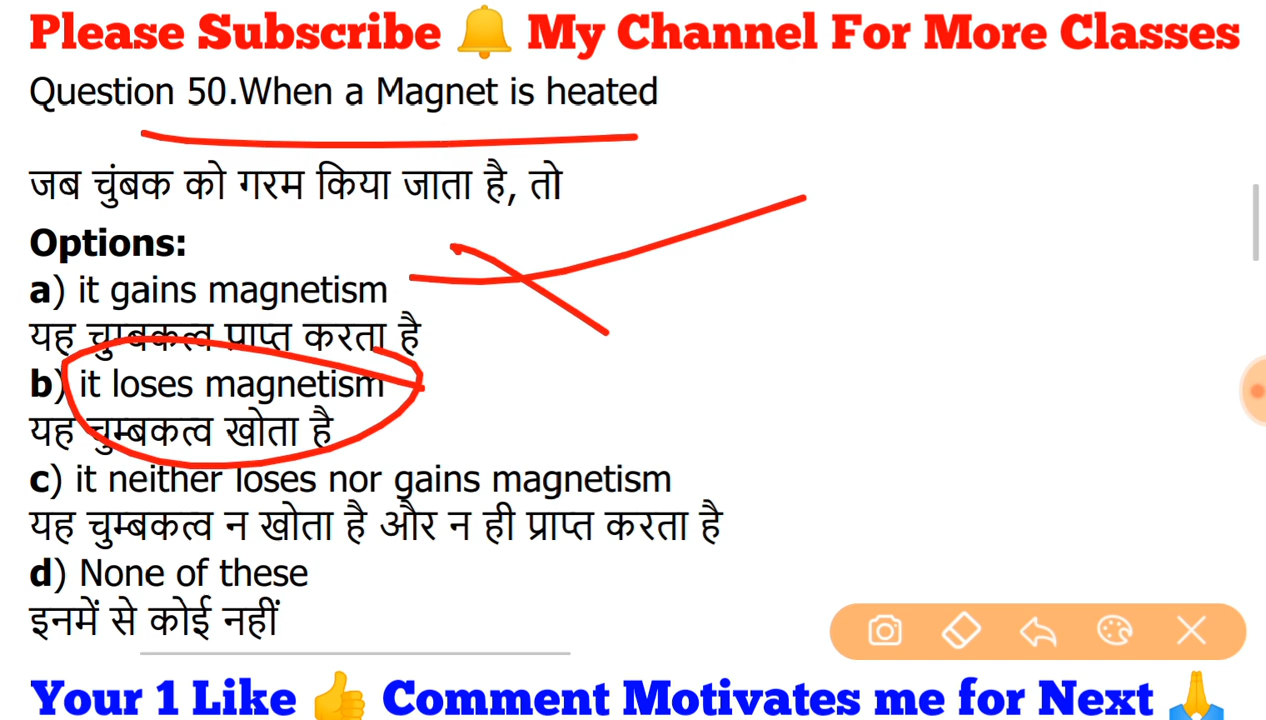 Please Subscribe 🔔 My Channel For More Classes
Question 50.When a Magnet is heated
जब चुंबक को गरम किया जाता है, तो
Options:
a) it gains magnetism
यह चुम्बकत्व प्राप्त करता है
b) it loses magnetism
यह चुम्बकत्व खोता है
c) it neither loses nor gains magnetism
यह चुम्बकत्व न खोता है और न ही प्राप्त करता है
d) None of these
इनमें से कोई नहीं
Your 1 Like 👍 Comment Motivates me for Next 🙏